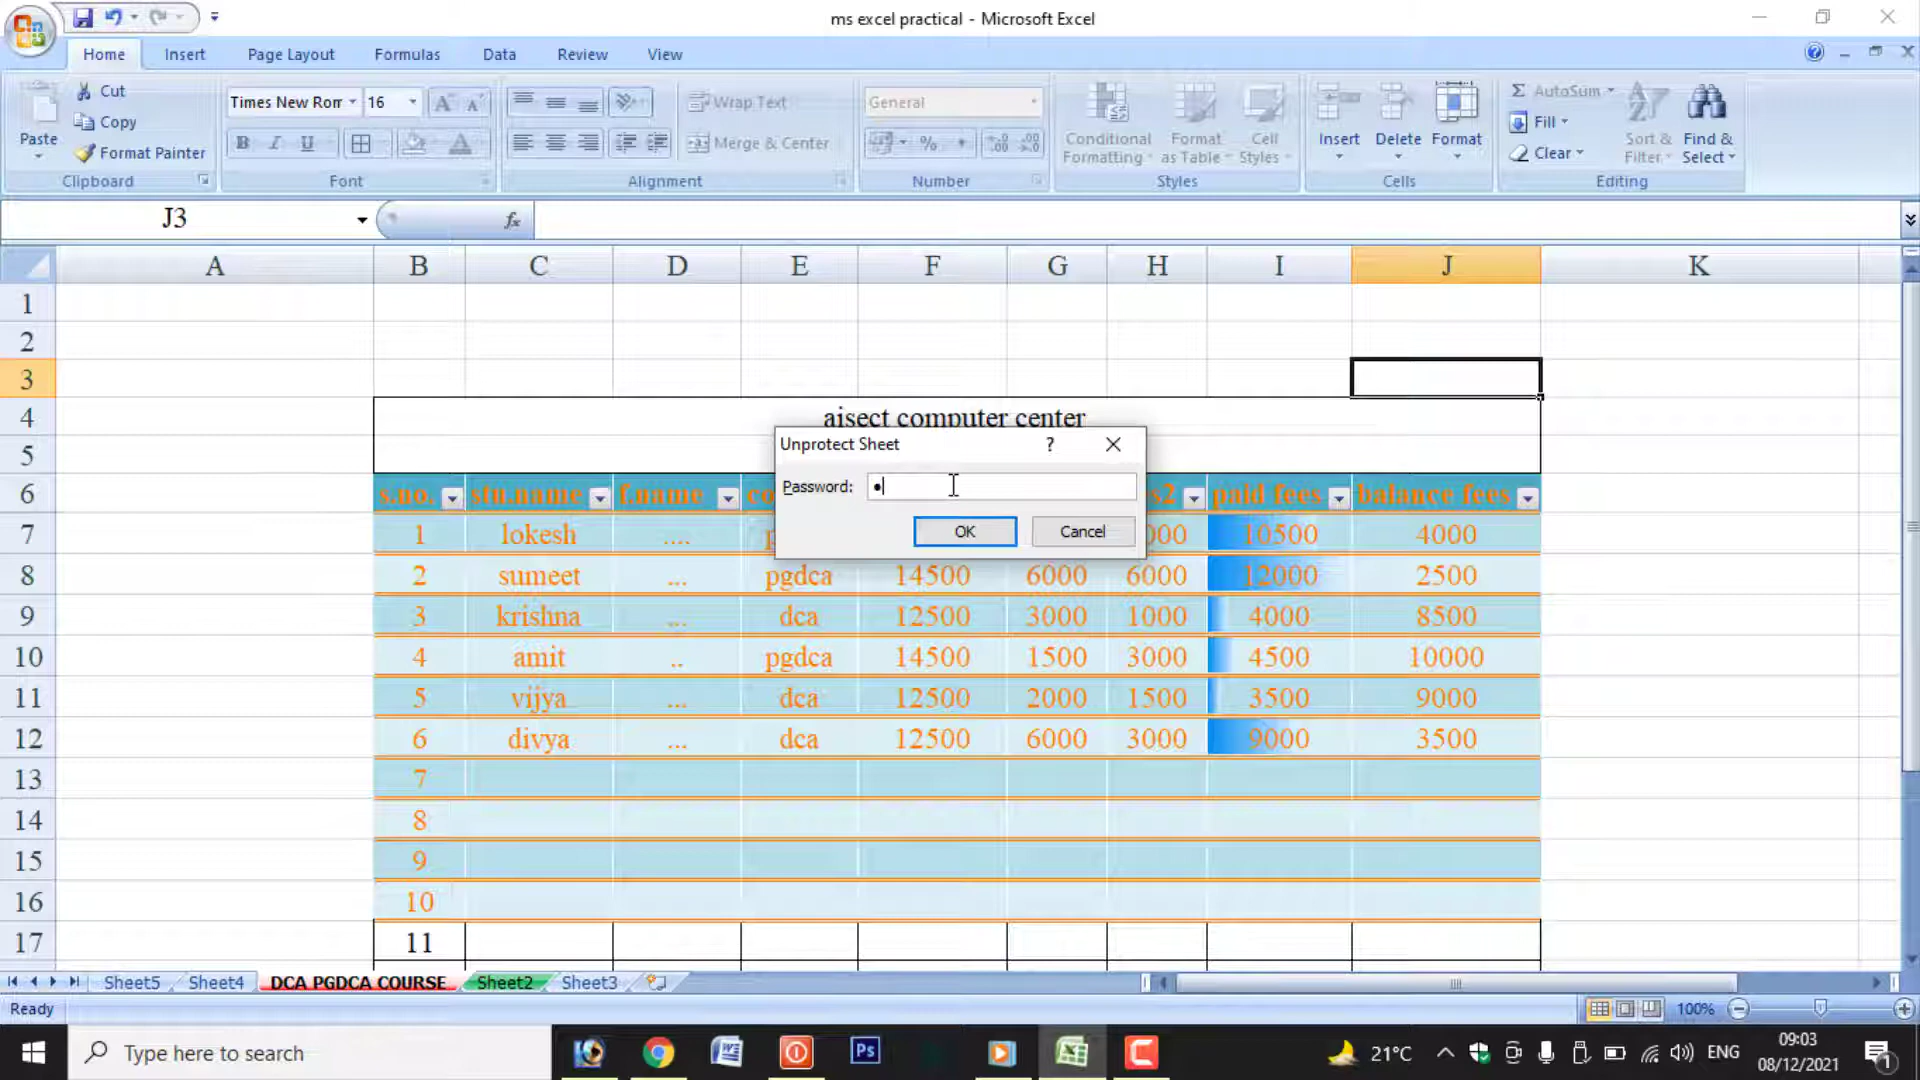 ms excel practical - Microsoft Excel
Home Insert Page Layout Formulas Data Review View
Cut
Copy
Format Painter
Paste
Clipboard
Times New Ror 16
B I U
Font
Wrap Text
Merge & Center
Alignment
General
%
Number
Conditional Formatting
Format as Table
Cell Styles
Styles
Insert Delete Format
Cells
Σ AutoSum
Fill
Clear
Sort & Filter
Find & Select
Editing
J3 fx
A B C D E F G H I J K
1
2
3
4 aisect computer center
5
6 s.no. stu.name f.name co s2 paid fees balance fees
7 1 lokesh .... p 000 10500 4000
8 2 sumeet ... pgdca 14500 6000 6000 12000 2500
9 3 krishna ... dca 12500 3000 1000 4000 8500
10 4 amit .. pgdca 14500 1500 3000 4500 10000
11 5 vijya ... dca 12500 2000 1500 3500 9000
12 6 divya ... dca 12500 6000 3000 9000 3500
13 7
14 8
15 9
16 10
17 11
Unprotect Sheet ?
Password: •
OK Cancel
Sheet5 Sheet4 DCA PGDCA COURSE Sheet2 Sheet3
Ready 100%
Type here to search
Ps
21°C
ENG
09:03
08/12/2021
1